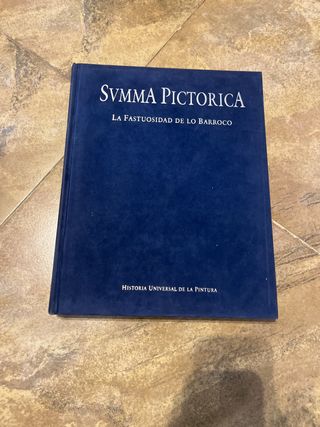 SVMMA PICTORICA
LA FASTUOSIDAD DE LO BARROCO
HISTORIA UNIVERSAL DE LA PINTURA